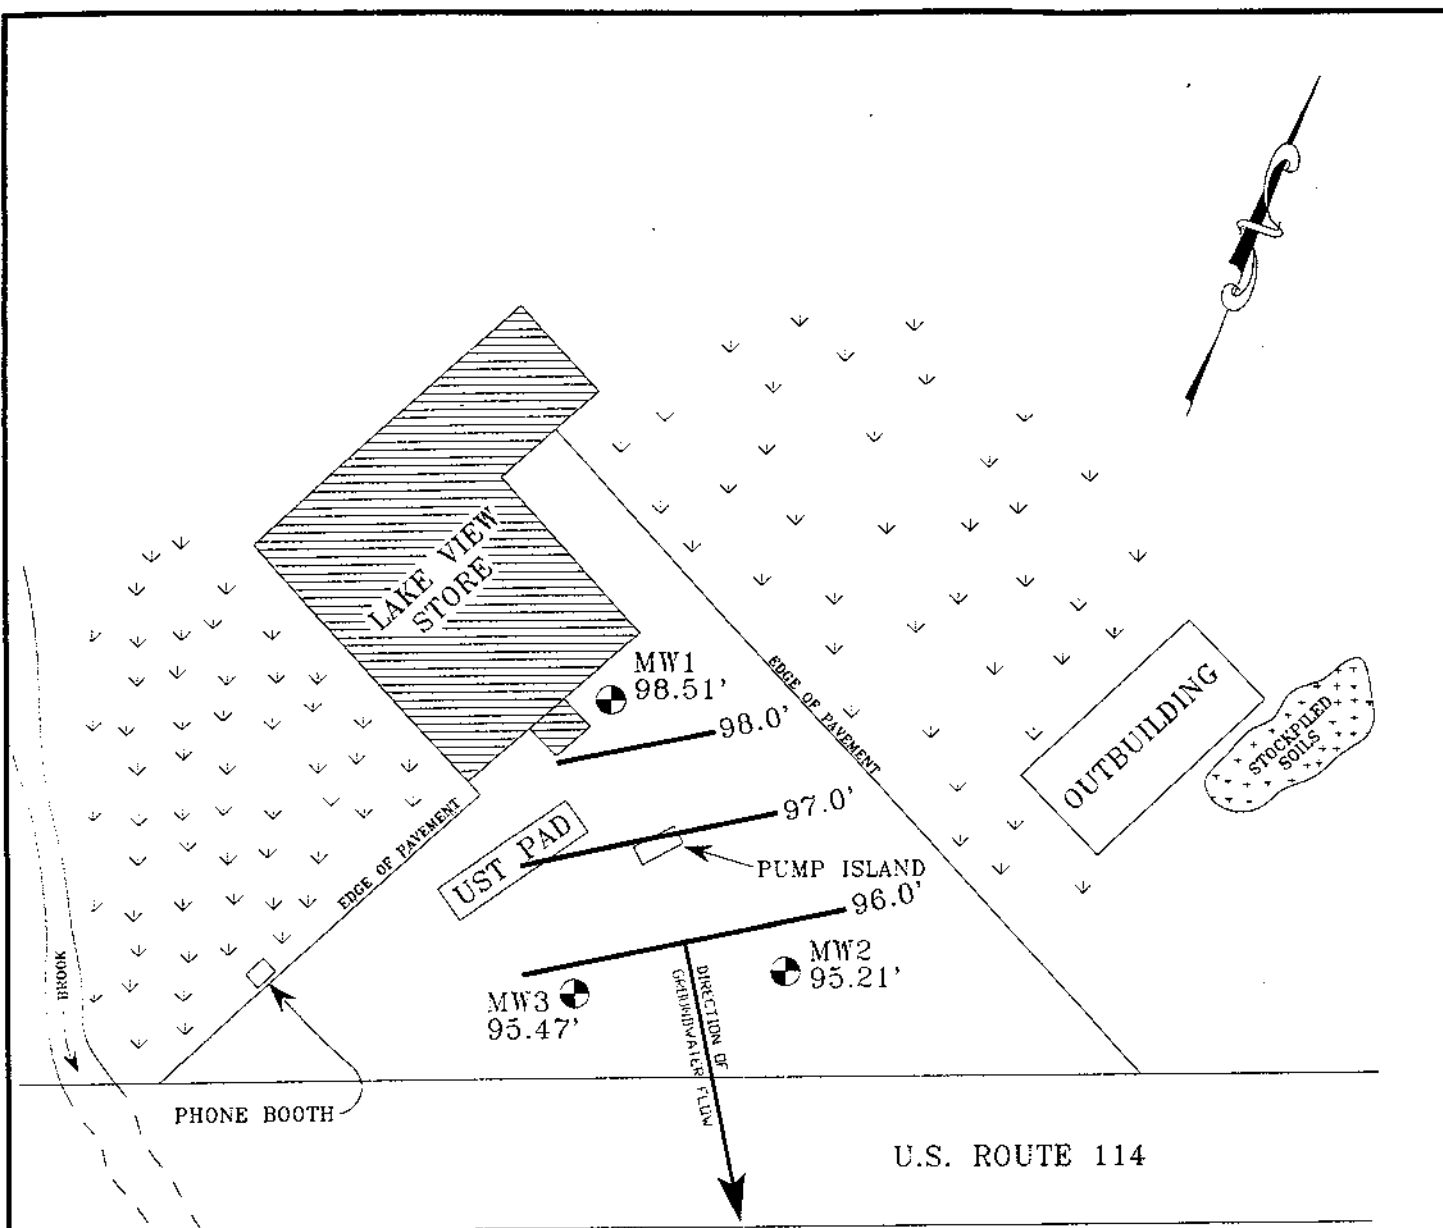 LAKE VIEW
STORE
MW1
98.51'
98.0'
EDGE OF PAVEMENT
OUTBUILDING
STOCKPILED
SOILS
97.0'
UST PAD
EDGE OF PAVEMENT
PUMP ISLAND
96.0'
MW2
95.21'
MW3
95.47'
BROOK
DIRECTION OF
GROUNDWATER FLOW
PHONE BOOTH
U.S. ROUTE 114